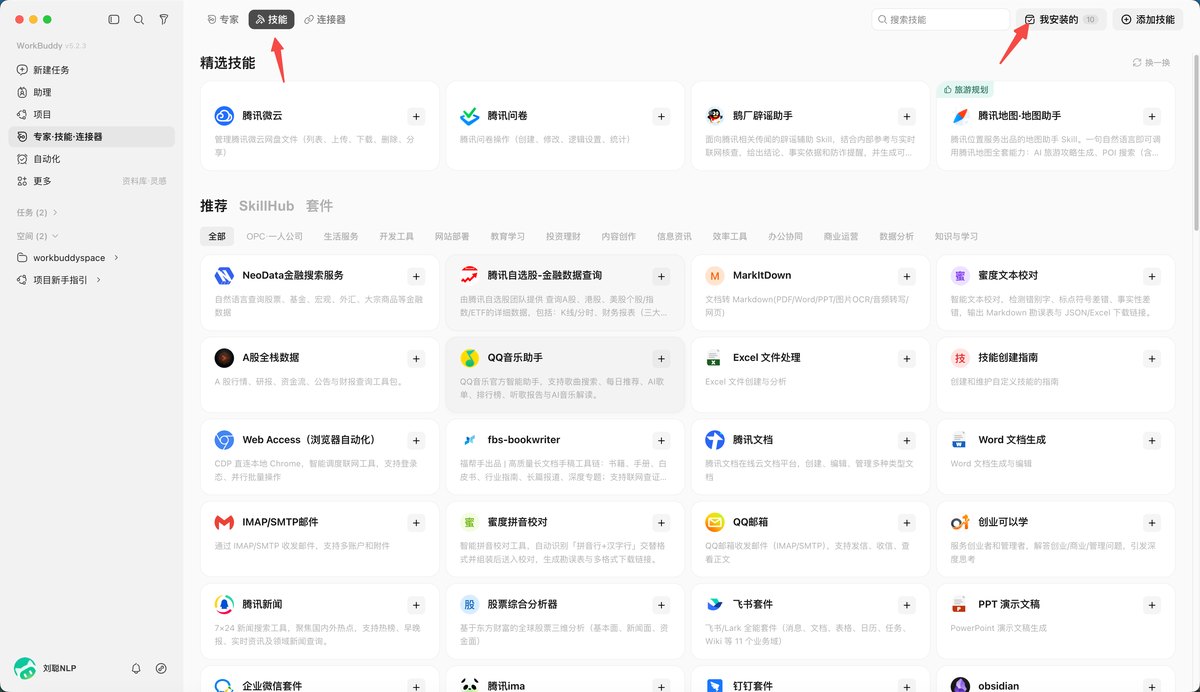 专家
技能
连接器
搜索技能
我安装的 10
添加技能
WorkBuddy v5.2.3
新建任务
助理
项目
专家·技能·连接器
自动化
更多
资料库·灵感
任务 (2)
空间 (2)
workbuddyspace
项目新手指引
刘聪NLP
精选技能
换一换
腾讯微云
管理腾讯微云网盘文件（列表、上传、下载、删除、分
享）
腾讯问卷
腾讯问卷操作（创建、修改、逻辑设置、统计）
鹅厂辟谣助手
面向腾讯相关传闻的辟谣辅助 Skill，结合内部参考与实时
联网核查，给出结论、事实依据和防诈提醒，并生成可...
旅游规划
腾讯地图-地图助手
腾讯位置服务出品的地图助手 Skill。一句自然语言即可调
用腾讯地图全套能力：AI 旅游攻略生成、POI 搜索（含...
推荐 SkillHub 套件
全部 OPC·一人公司 生活服务 开发工具 网站部署 教育学习 投资理财 内容创作 信息资讯 效率工具 办公协同 商业运营 数据分析 知识与学习
NeoData金融搜索服务
自然语言查询股票、基金、宏观、外汇、大宗商品等金融
数据
腾讯自选股-金融数据查询
由腾讯自选股团队提供 查询A股、港股、美股个股/指
数/ETF的详细数据，包括：K线/分时、财务报表（三大...
M
MarkItDown
文档转 Markdown(PDF/Word/PPT/图片OCR/音频转写/
网页)
蜜
蜜度文本校对
智能文本校对，检测错别字、标点符号差错、事实性差
错，输出 Markdown 勘误表与 JSON/Excel 下载链接。
A股全栈数据
A 股行情、研报、资金流、公告与财报查询工具包。
QQ音乐助手
QQ音乐官方智能助手，支持歌曲搜索、每日推荐、AI歌
单、排行榜、听歌报告与AI音乐解读。
Excel 文件处理
Excel 文件创建与分析
技
技能创建指南
创建和维护自定义技能的指南
Web Access（浏览器自动化）
CDP 直连本地 Chrome，智能调度联网工具，支持登录
态、并行批量操作
fbs-bookwriter
福帮手出品 | 高质量长文档手稿工具链：书籍、手册、白
皮书、行业指南、长篇报道、深度专题；支持联网查证...
腾讯文档
腾讯文档在线云文档平台，创建、编辑、管理多种类型文
档
Word 文档生成
Word 文档生成与编辑
IMAP/SMTP邮件
通过 IMAP/SMTP 收发邮件，支持多账户和附件
蜜
蜜度拼音校对
智能拼音校对工具，自动识别「拼音行+汉字行」交替格
式并组装后送入校对，生成勘误表与多格式下载链接。
QQ邮箱
QQ邮箱收发邮件（IMAP/SMTP），支持发信、收信、查
看正文
创业可以学
服务创业者和管理者，解答创业/商业/管理问题，引发深
度思考
腾讯新闻
7×24 新闻搜索工具，聚焦国内外热点，支持热榜、早晚
报、实时资讯及领域新闻查询。
股
股票综合分析器
基于东方财富的全球股票三维分析（基本面、新闻面、资
金面）
飞书套件
飞书/Lark 全能套件（消息、文档、表格、日历、任务、
Wiki 等 11 个业务域）
PPT 演示文稿
PowerPoint 演示文稿生成
企业微信套件
腾讯ima
钉钉套件
obsidian